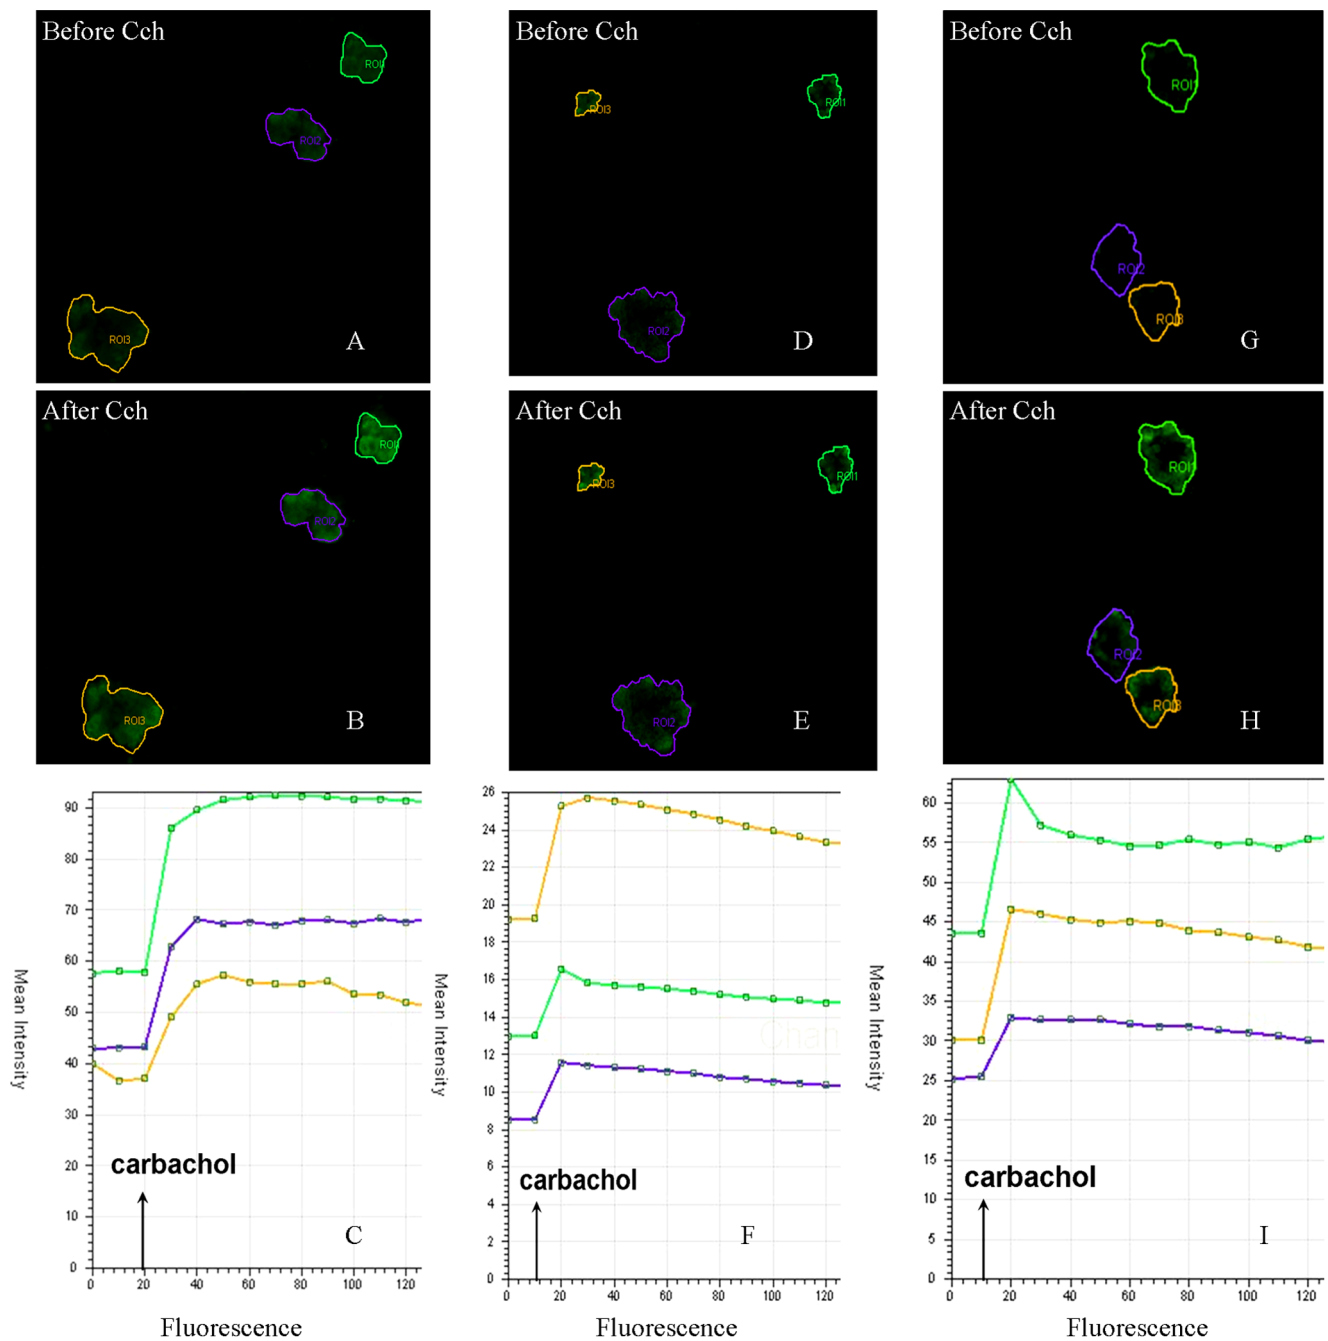 Before Cch
ROI1
ROI2
ROI3
A
Before Cch
ROI3
ROI1
ROI2
D
Before Cch
ROI1
ROI2
ROI3
G
After Cch
ROI1
ROI2
ROI3
B
After Cch
ROI3
ROI1
ROI2
E
After Cch
ROI1
ROI2
ROI3
H
Mean Intensity
90
80
70
60
50
40
30
20
10
0
carbachol
C
0 20 40 60 80 100 120
Fluorescence
Mean Intensity
26
24
22
20
18
16
14
12
10
8
6
4
2
0
carbachol
F
0 20 40 60 80 100 120
Fluorescence
Mean Intensity
60
55
50
45
40
35
30
25
20
15
10
5
0
carbachol
I
0 20 40 60 80 100 120
Fluorescence